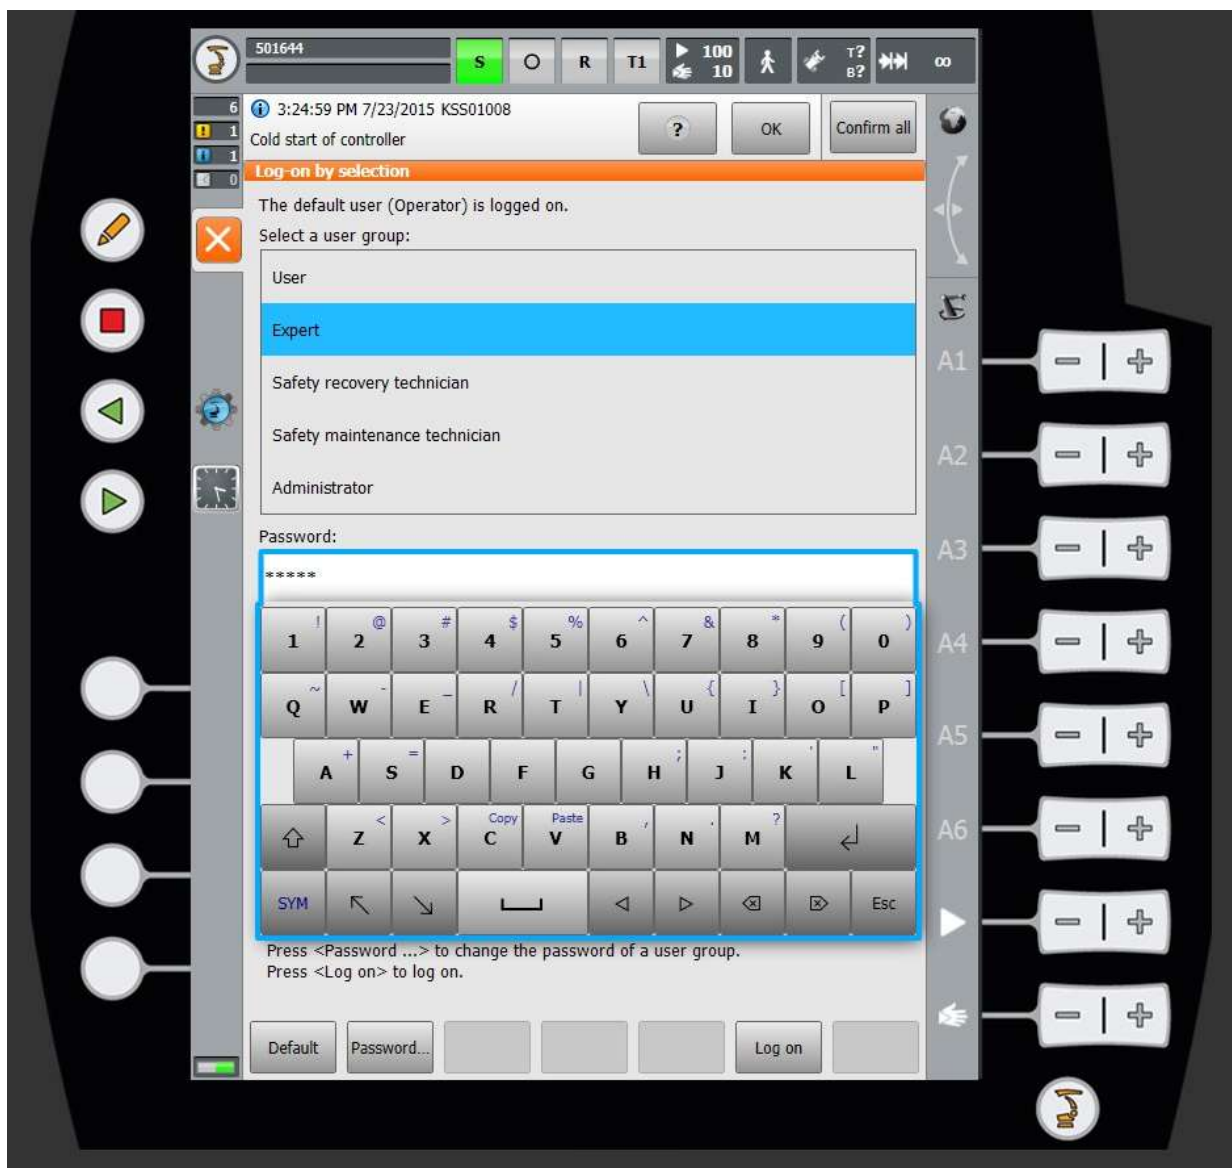 501644
S
O
R
T1
100
10
T?
B?
∞
6
1
1
0
3:24:59 PM 7/23/2015 KSS01008
Cold start of controller
?
OK
Confirm all
Log-on by selection
The default user (Operator) is logged on.
Select a user group:
User
Expert
Safety recovery technician
Safety maintenance technician
Administrator
Password:
*****
1 ! 2 @ 3 # 4 $ 5 % 6 ^ 7 & 8 * 9 ( 0 )
Q ~ W - E _ R / T | Y \ U { I } O [ P ]
A + S = D F G H ; J : K ' L "
Z < X > C Copy V Paste B , N . M ?
SYM Esc
Press <Password ...> to change the password of a user group.
Press <Log on> to log on.
Default
Password...
Log on
A1
A2
A3
A4
A5
A6